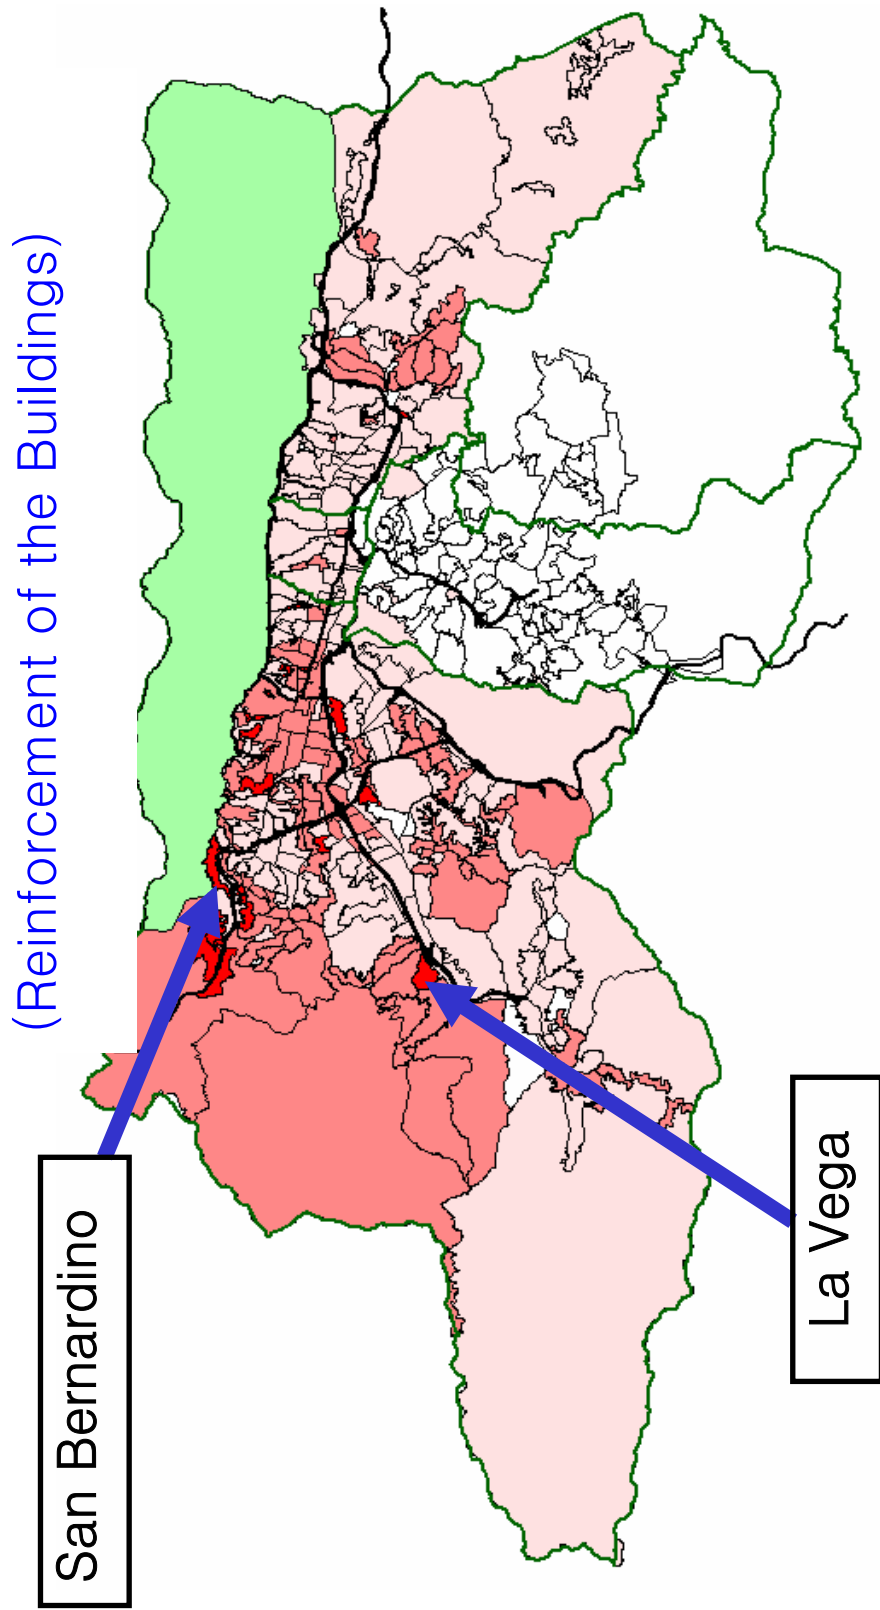 (Reinforcement of the Buildings)
San Bernardino
La Vega